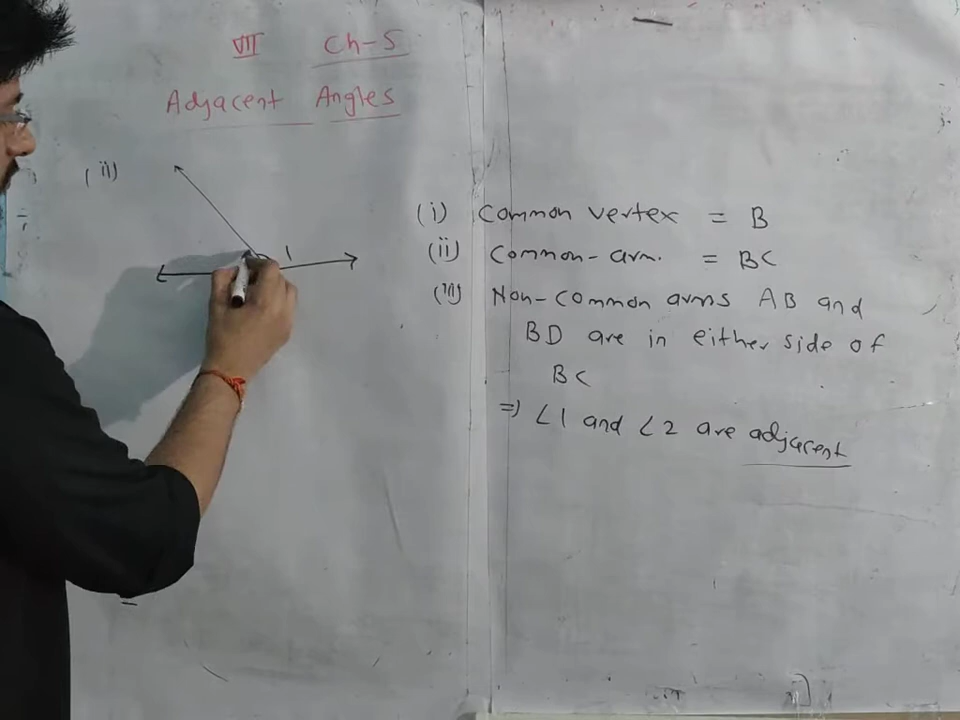 VII Ch-5
Adjacent Angles
(ii)
1
(i) Common vertex = B
(ii) Common-arm. = BC
(iii) Non-Common arms AB and
BD are in either side of
BC
=> ∠1 and ∠2 are adjacent